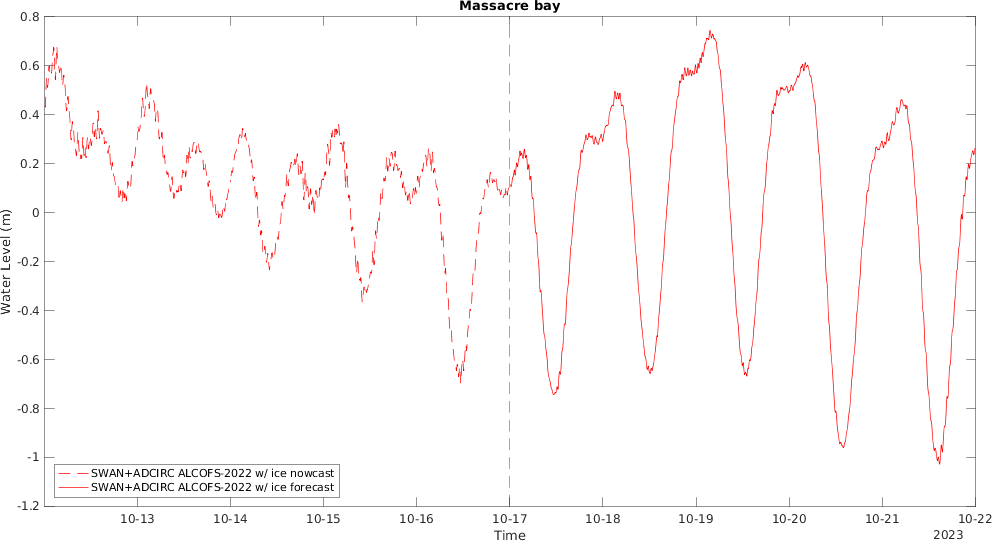 Massacre bay
0.8
0.6
0.4
0.2
0
-0.2
-0.4
-0.6
-0.8
-1
-1.2
Water Level (m)
SWAN+ADCIRC ALCOFS-2022 w/ ice nowcast
SWAN+ADCIRC ALCOFS-2022 w/ ice forecast
10-13 10-14 10-15 10-16 10-17 10-18 10-19 10-20 10-21 10-22
Time
2023